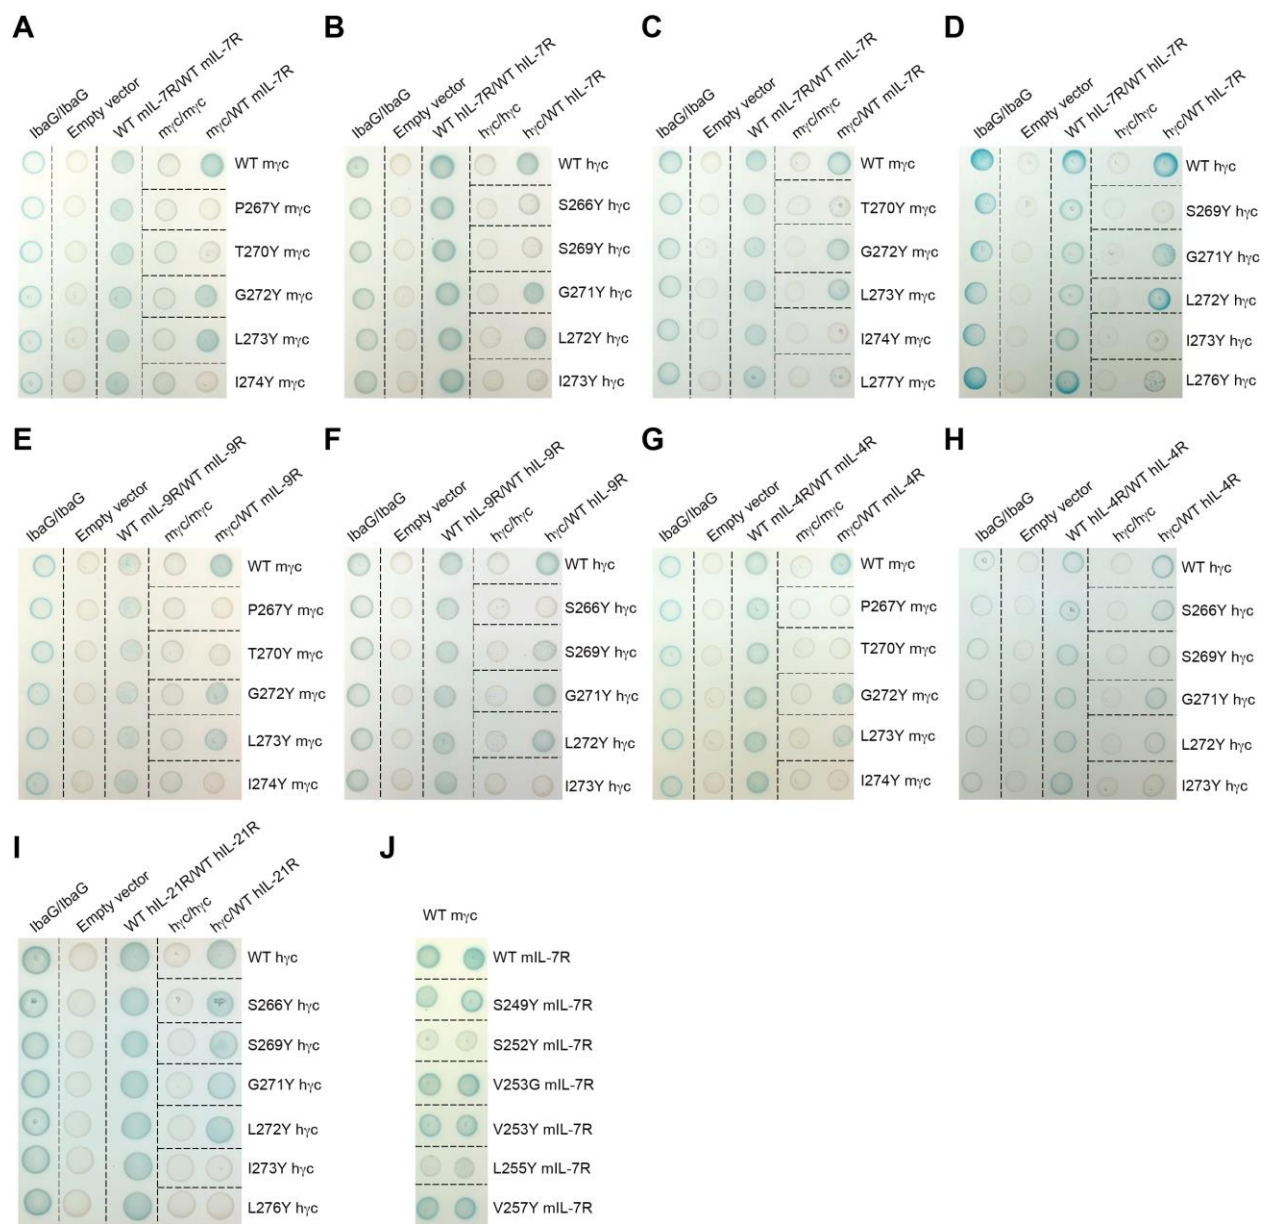 A
IbaG/IbaG
Empty vector
WT mIL-7R/WT mIL-7R
mγc/mγc
mγc/WT mIL-7R
WT mγc
P267Y mγc
T270Y mγc
G272Y mγc
L273Y mγc
I274Y mγc
B
IbaG/IbaG
Empty vector
WT hIL-7R/WT hIL-7R
hγc/hγc
hγc/WT hIL-7R
WT hγc
S266Y hγc
S269Y hγc
G271Y hγc
L272Y hγc
I273Y hγc
C
IbaG/IbaG
Empty vector
WT mIL-7R/WT mIL-7R
mγc/mγc
mγc/WT mIL-7R
WT mγc
T270Y mγc
G272Y mγc
L273Y mγc
I274Y mγc
L277Y mγc
D
IbaG/IbaG
Empty vector
WT hIL-7R/WT hIL-7R
hγc/hγc
hγc/WT hIL-7R
WT hγc
S269Y hγc
G271Y hγc
L272Y hγc
I273Y hγc
L276Y hγc
E
IbaG/IbaG
Empty vector
WT mIL-9R/WT mIL-9R
mγc/mγc
mγc/WT mIL-9R
WT mγc
P267Y mγc
T270Y mγc
G272Y mγc
L273Y mγc
I274Y mγc
F
IbaG/IbaG
Empty vector
WT hIL-9R/WT hIL-9R
hγc/hγc
hγc/WT hIL-9R
WT hγc
S266Y hγc
S269Y hγc
G271Y hγc
L272Y hγc
I273Y hγc
G
IbaG/IbaG
Empty vector
WT mIL-4R/WT mIL-4R
mγc/mγc
mγc/WT mIL-4R
WT mγc
P267Y mγc
T270Y mγc
G272Y mγc
L273Y mγc
I274Y mγc
H
IbaG/IbaG
Empty vector
WT hIL-4R/WT hIL-4R
hγc/hγc
hγc/WT hIL-4R
WT hγc
S266Y hγc
S269Y hγc
G271Y hγc
L272Y hγc
I273Y hγc
I
IbaG/IbaG
Empty vector
WT hIL-21R/WT hIL-21R
hγc/hγc
hγc/WT hIL-21R
WT hγc
S266Y hγc
S269Y hγc
G271Y hγc
L272Y hγc
I273Y hγc
L276Y hγc
J
WT mγc
WT mIL-7R
S249Y mIL-7R
S252Y mIL-7R
V253G mIL-7R
V253Y mIL-7R
L255Y mIL-7R
V257Y mIL-7R